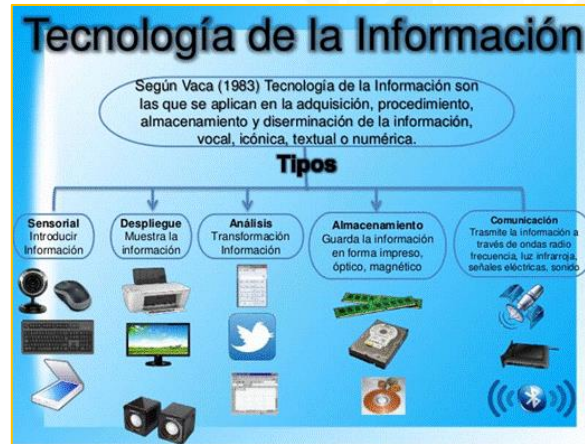 Tecnología de la Información
Según Vaca (1983) Tecnología de la Información son
las que se aplican en la adquisición, procedimiento,
almacenamiento y diserminación de la información,
vocal, icónica, textual o numérica.
Tipos
Sensorial
Introducir
Información
Despliegue
Muestra la
información
Análisis
Transformación
Información
Almacenamiento
Guarda la información
en forma impreso,
óptico, magnético
Comunicación
Trasmite la información a
través de ondas radio
frecuencia, luz infrarroja,
señales eléctricas, sonido